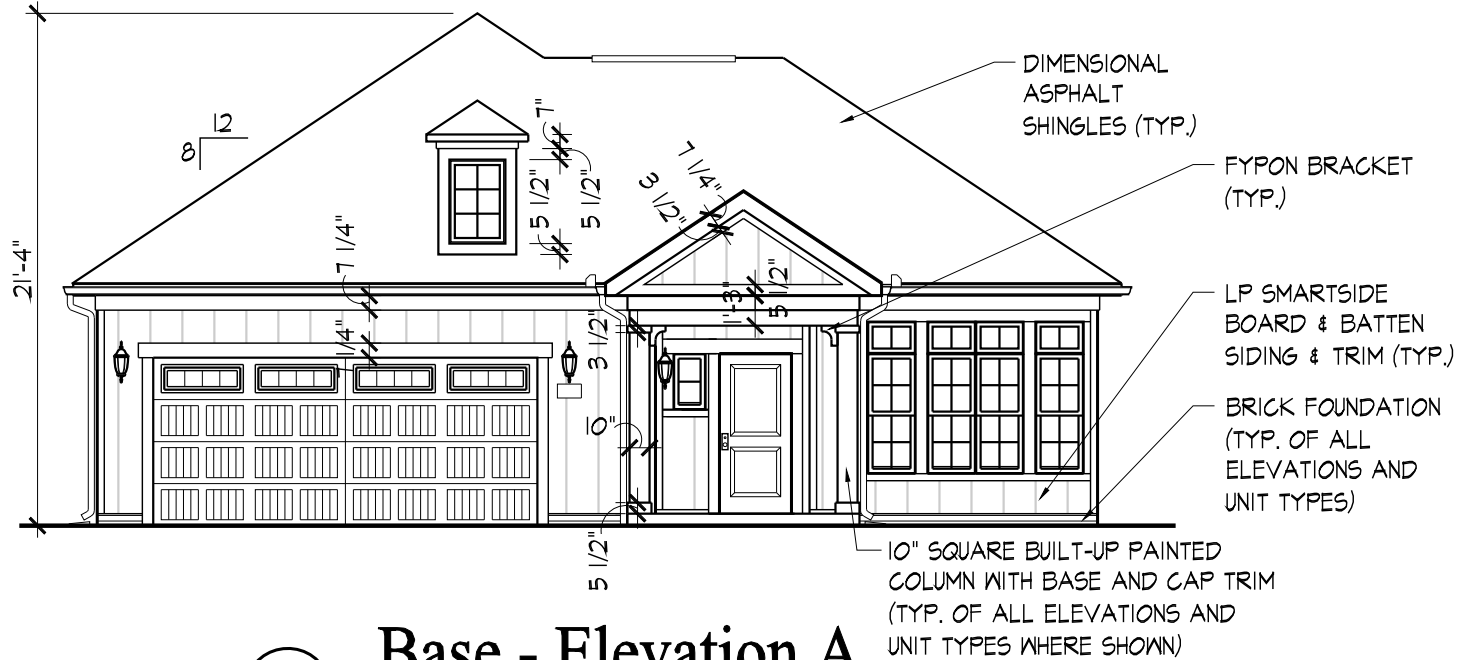 21'-4"
12
8
7"
5 1/2"
5 1/2"
7 1/4"
3 1/2"
7 1/4"
1'-3"
5 1/2"
3 1/2"
10"
5 1/2"
DIMENSIONAL
ASPHALT
SHINGLES (TYP.)
FYPON BRACKET
(TYP.)
LP SMARTSIDE
BOARD & BATTEN
SIDING & TRIM (TYP.)
BRICK FOUNDATION
(TYP. OF ALL
ELEVATIONS AND
UNIT TYPES)
10" SQUARE BUILT-UP PAINTED
COLUMN WITH BASE AND CAP TRIM
(TYP. OF ALL ELEVATIONS AND
UNIT TYPES WHERE SHOWN)
Base - Elevation A